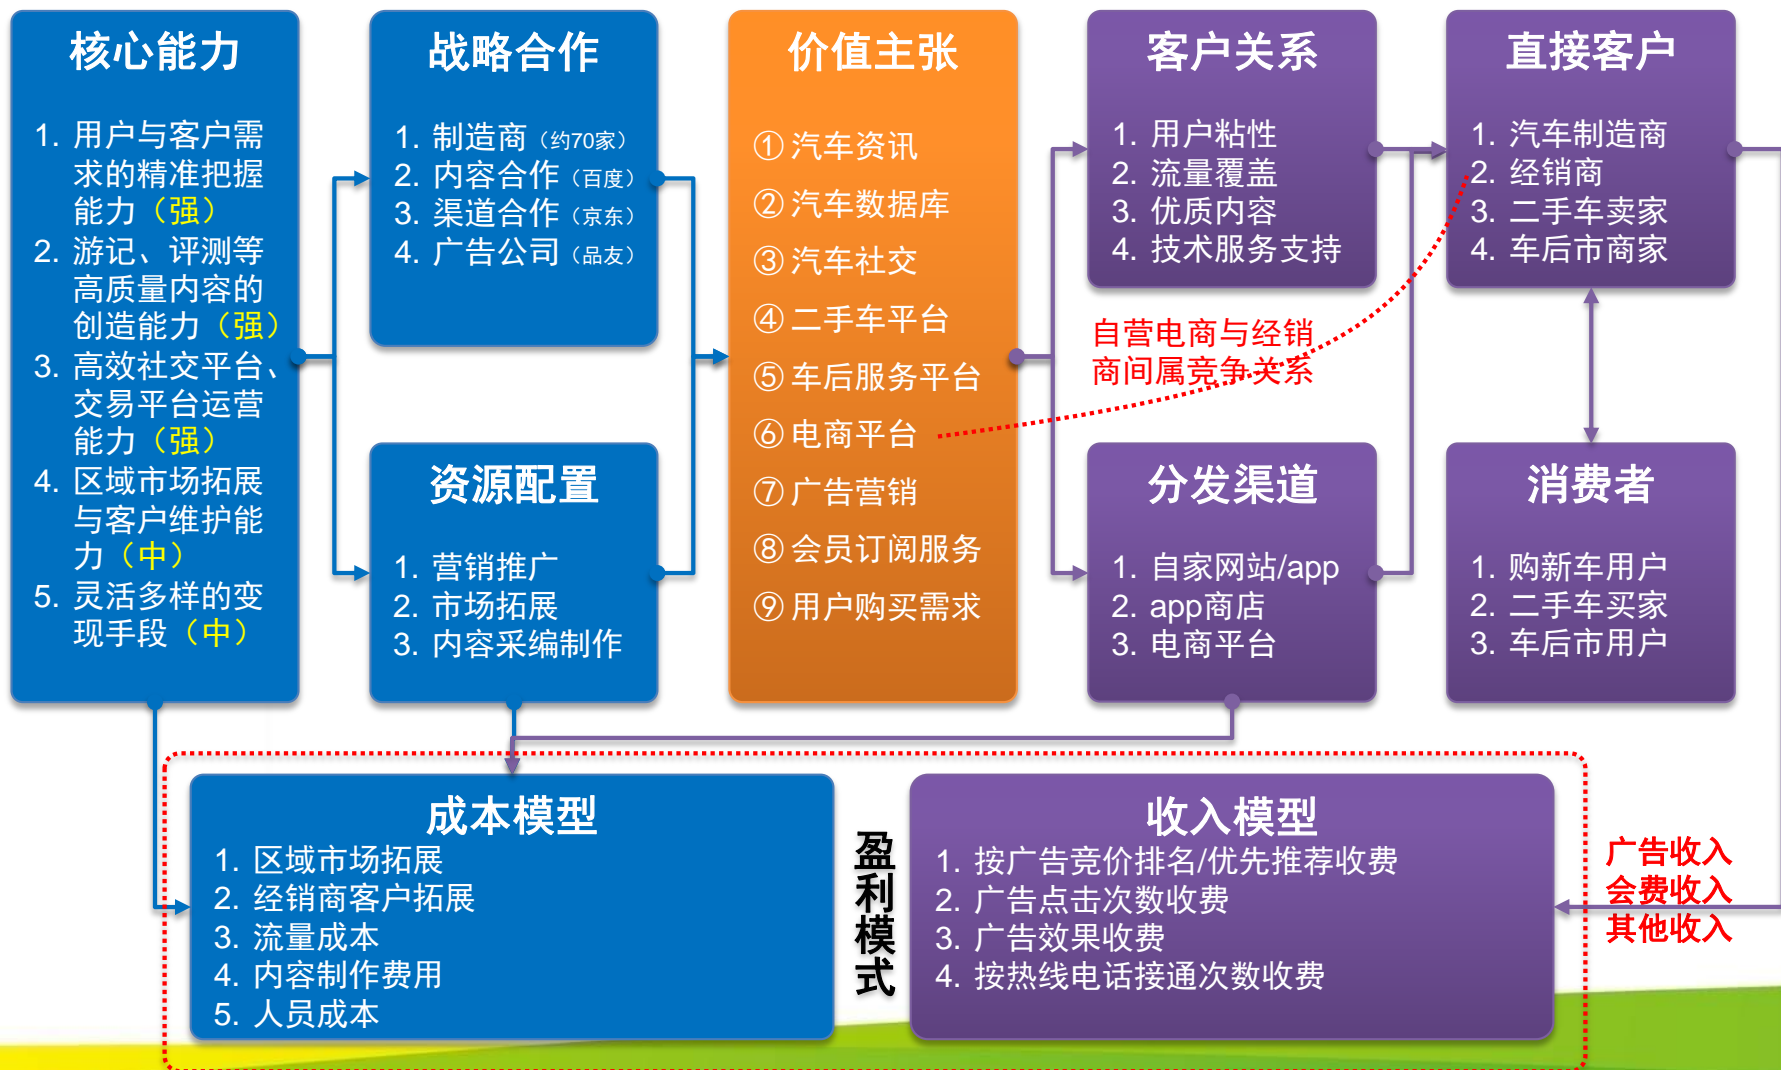 核心能力
1. 用户与客户需
求的精准把握
能力（强）
2. 游记、评测等
高质量内容的
创造能力（强）
3. 高效社交平台、
交易平台运营
能力（强）
4. 区域市场拓展
与客户维护能
力（中）
5. 灵活多样的变
现手段（中）
战略合作
1. 制造商（约70家）
2. 内容合作（百度）
3. 渠道合作（京东）
4. 广告公司（品友）
资源配置
1. 营销推广
2. 市场拓展
3. 内容采编制作
价值主张
① 汽车资讯
② 汽车数据库
③ 汽车社交
④ 二手车平台
⑤ 车后服务平台
⑥ 电商平台
⑦ 广告营销
⑧ 会员订阅服务
⑨ 用户购买需求
客户关系
1. 用户粘性
2. 流量覆盖
3. 优质内容
4. 技术服务支持
自营电商与经销
商间属竞争关系
分发渠道
1. 自家网站/app
2. app商店
3. 电商平台
直接客户
1. 汽车制造商
2. 经销商
3. 二手车卖家
4. 车后市商家
消费者
1. 购新车用户
2. 二手车买家
3. 车后市用户
成本模型
1. 区域市场拓展
2. 经销商客户拓展
3. 流量成本
4. 内容制作费用
5. 人员成本
盈利模式
收入模型
1. 按广告竞价排名/优先推荐收费
2. 广告点击次数收费
3. 广告效果收费
4. 按热线电话接通次数收费
广告收入
会费收入
其他收入